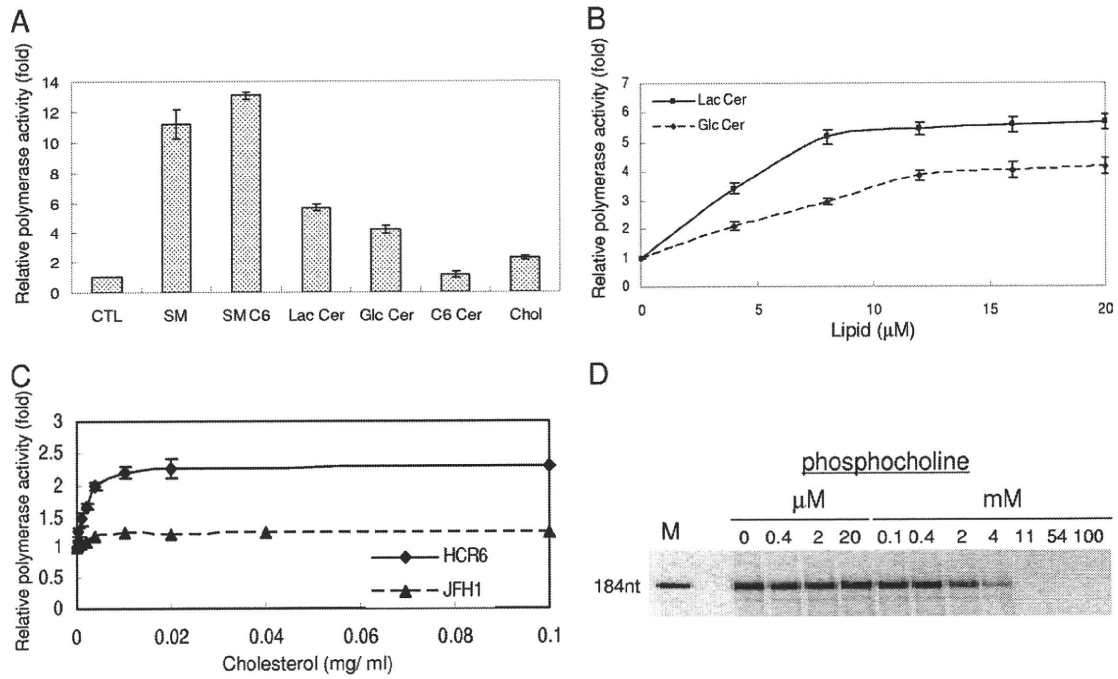 A
Relative polymerase activity (fold)
14
12
10
8
6
4
2
0
CTL SM SM C6 Lac Cer Glc Cer C6 Cer Chol
B
Relative polymerase activity (fold)
7
6
5
4
3
2
1
0
Lac Cer
Glc Cer
0 5 10 15 20
Lipid (μM)
C
Relative polymerase activity (fold)
3
2.5
2
1.5
1
0.5
0
HCR6
JFH1
0 0.02 0.04 0.06 0.08 0.1
Cholesterol (mg/ ml)
D
phosphocholine
μM mM
M 0 0.4 2 20 0.1 0.4 2 4 11 54 100
184nt